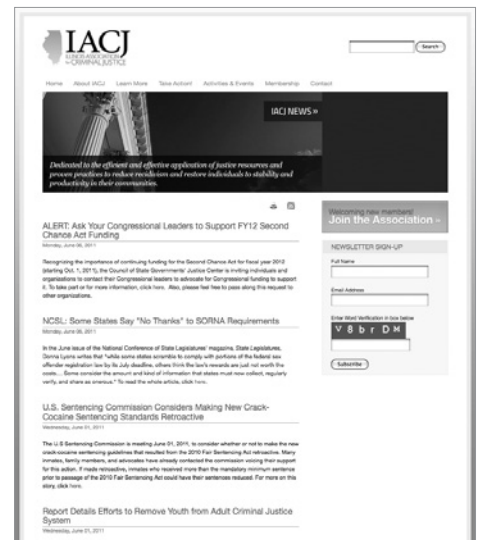 IACJ
ILLINOIS ASSOCIATION
for CRIMINAL JUSTICE
Search
Home About IACJ Learn More Take Action! Activities & Events Membership Contact
IACJ NEWS »
Dedicated to the efficient and effective application of justice resources and
proven practices to reduce recidivism and restore individuals to stability and
productivity in their communities.
ALERT: Ask Your Congressional Leaders to Support FY12 Second
Chance Act Funding
Monday, June 06, 2011
Recognizing the importance of continuing funding for the Second Chance Act for fiscal year 2012
(starting Oct. 1, 2011), the Council of State Governments' Justice Center is inviting individuals and
organizations to contact their Congressional leaders to advocate for Congressional funding to support
it. To take part or for more information, click here. Also, please feel free to pass along this request to
other organizations.
NCSL: Some States Say "No Thanks" to SORNA Requirements
Monday, June 06, 2011
In the June issue of the National Conference of State Legislatures' magazine, State Legislatures,
Donna Lyons writes that "while some states scramble to comply with portions of the federal sex
offender registration law by its July deadline, others think the law's rewards are just not worth the
costs.... Some consider the amount and kind of information that states must now collect, regularly
verify, and share as onerous." To read the whole article, click here.
U.S. Sentencing Commission Considers Making New Crack-
Cocaine Sentencing Standards Retroactive
Wednesday, June 01, 2011
The U.S Sentencing Commission is meeting June 01, 2011, to consider whether or not to make the new
crack-cocaine sentencing guidelines that resulted from the 2010 Fair Sentencing Act retroactive. Many
inmates, family members, and advocates have already contacted the commission voicing their support
for this action. If made retroactive, inmates who received more than the mandatory minimum sentence
prior to passage of the 2010 Fair Sentencing Act could have their sentences reduced. For more on this
story, click here.
Report Details Efforts to Remove Youth from Adult Criminal Justice
System
Wednesday, June 01, 2011
Welcoming new members!
Join the Association »
NEWSLETTER SIGN-UP
Full Name
Email Address
Enter Word Verification in box below
V 8 b r D M
Subscribe